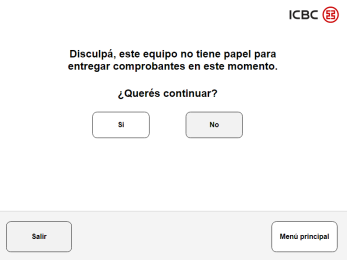 ICBC
Disculpá, este equipo no tiene papel para
entregar comprobantes en este momento.
¿Querés continuar?
Si No
Salir Menú principal